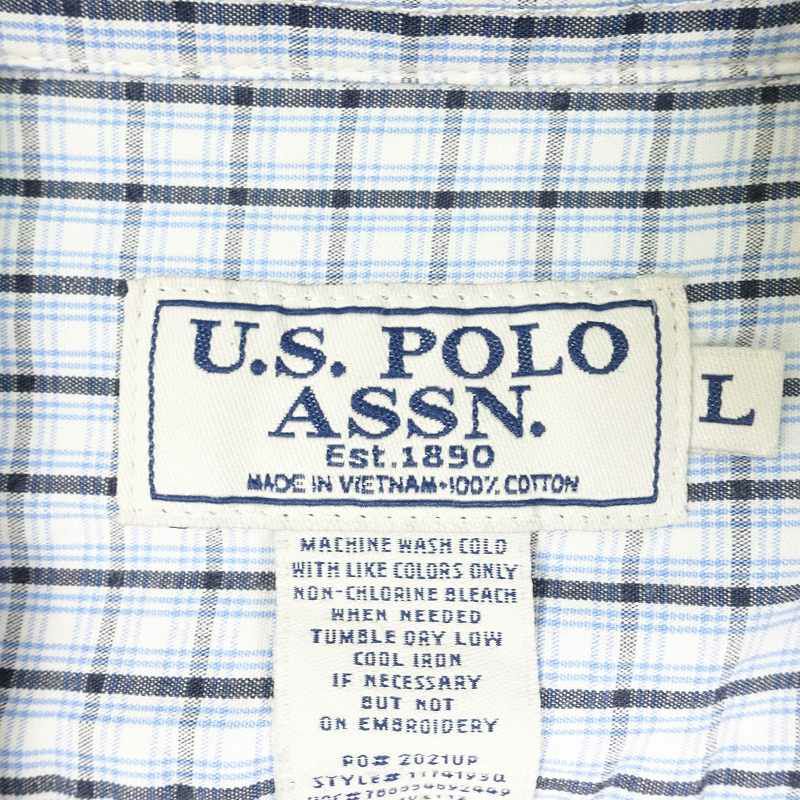 U.S. POLO
ASSN.
Est.1890
MADE IN VIETNAM•100% COTTON
L
MACHINE WASH COLD
WITH LIKE COLORS ONLY
NON-CHLORINE BLEACH
WHEN NEEDED
TUMBLE DRY LOW
COOL IRON
IF NECESSARY
BUT NOT
ON EMBROIDERY
PO# 2021UP
STYLE#